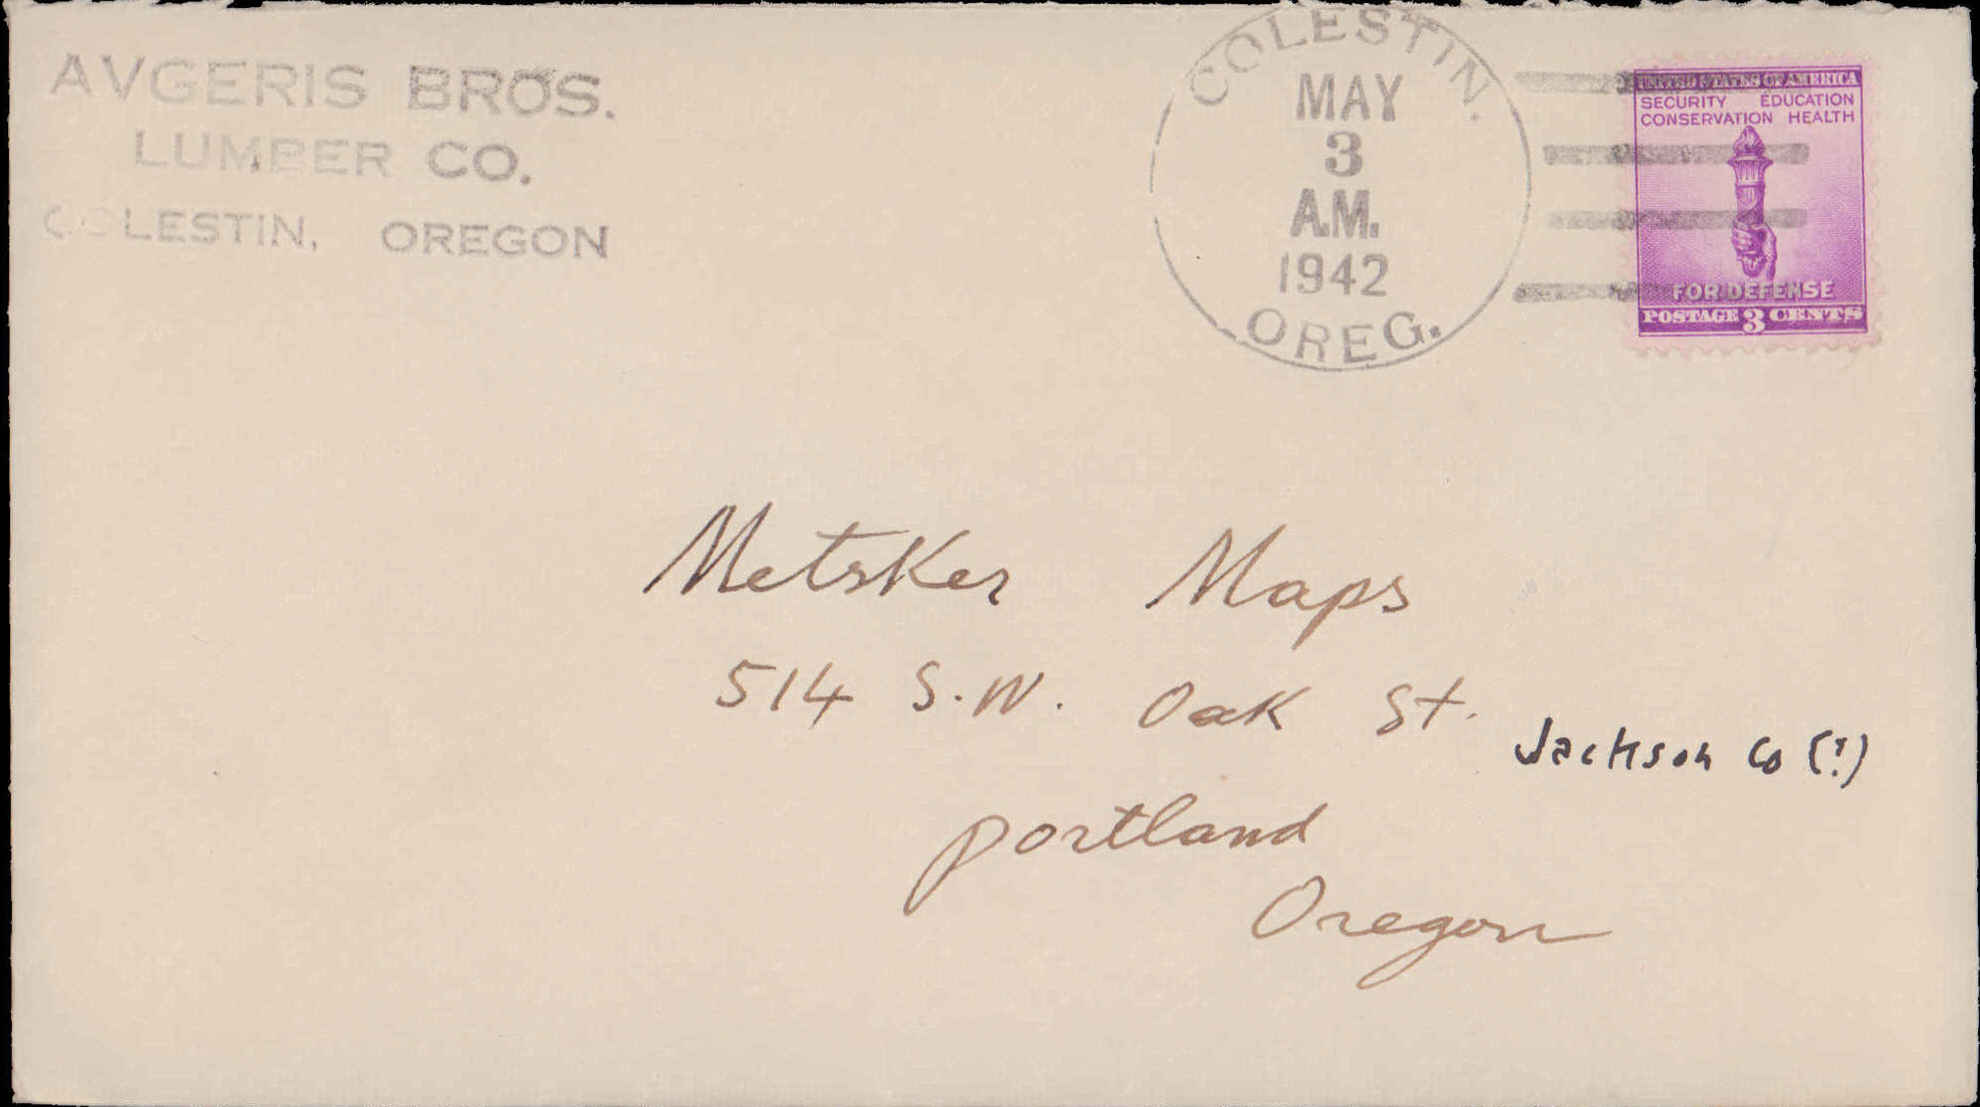 AVGERIS BROS.
LUMBER CO.
COLESTIN, OREGON
COLESTIN.
MAY
3
A.M.
1942
OREG.
UNITED STATES OF AMERICA
SECURITY EDUCATION
CONSERVATION HEALTH
FOR DEFENSE
POSTAGE 3 CENTS
Metsker Maps
514 S.W. Oak St.
Jackson Co (?)
portland
Oregon